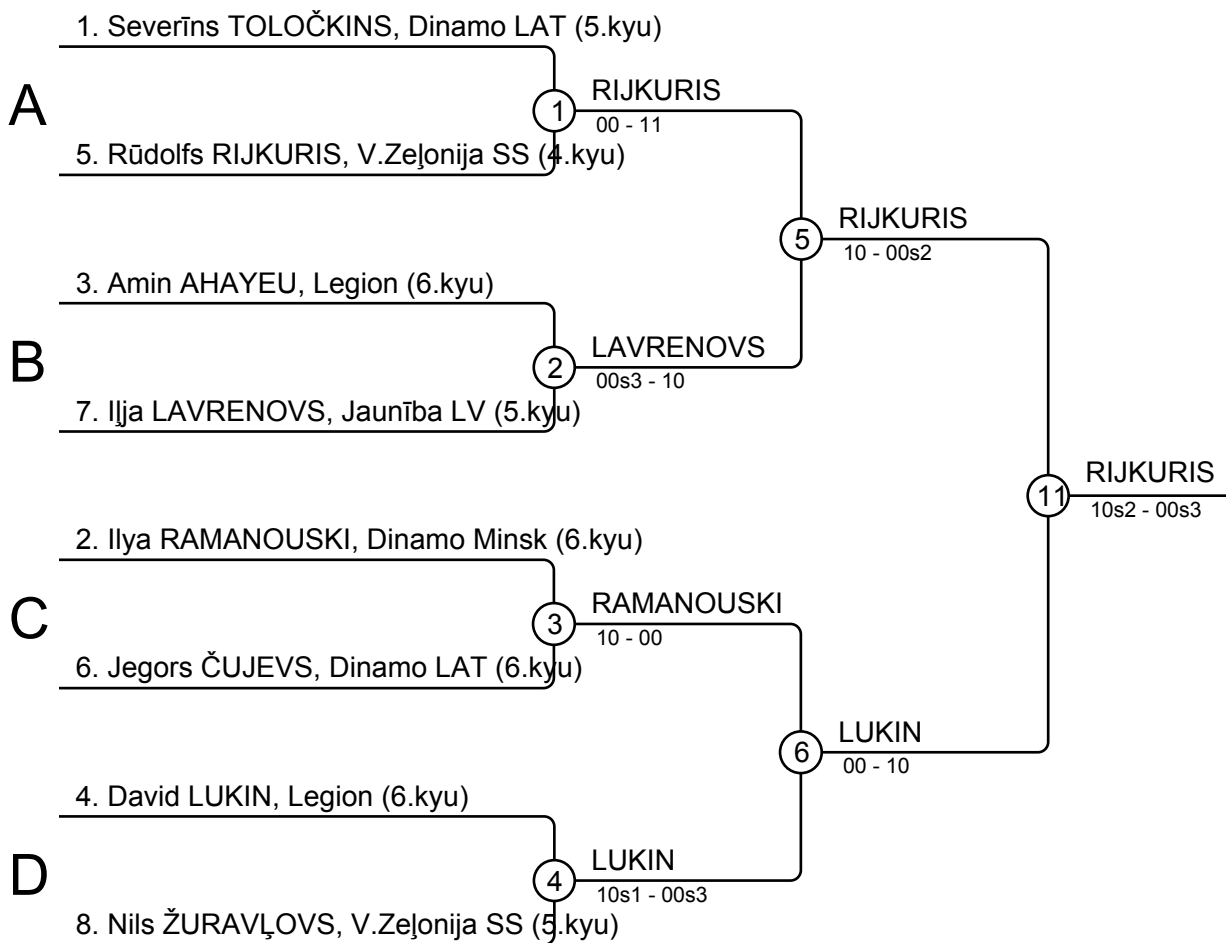 1. Severīns TOLOČKINS, Dinamo LAT (5.kyu)
A
1
RIJKURIS
00 - 11
5. Rūdolfs RIJKURIS, V.Zeļonija SS (4.kyu)
5
RIJKURIS
10 - 00s2
3. Amin AHAYEU, Legion (6.kyu)
B
2
LAVRENOVS
00s3 - 10
7. Iļja LAVRENOVS, Jaunība LV (5.kyu)
11
RIJKURIS
10s2 - 00s3
2. Ilya RAMANOUSKI, Dinamo Minsk (6.kyu)
C
3
RAMANOUSKI
10 - 00
6. Jegors ČUJEVS, Dinamo LAT (6.kyu)
6
LUKIN
00 - 10
4. David LUKIN, Legion (6.kyu)
D
4
LUKIN
10s1 - 00s3
8. Nils ŽURAVĻOVS, V.Zeļonija SS (5.kyu)